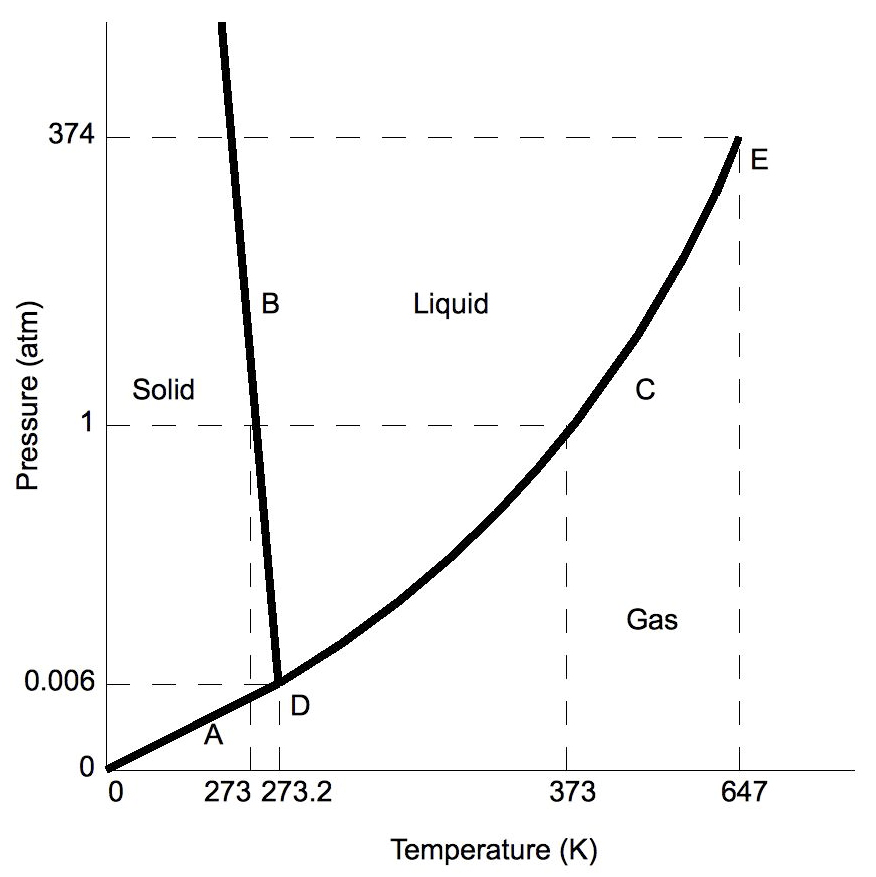 374
E
B
Liquid
Solid
C
1
Pressure (atm)
Gas
0.006
D
A
0
0 273 273.2 373 647
Temperature (K)